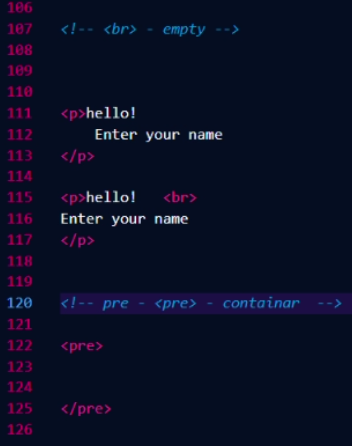 106
107 <!-- <br> - empty -->
108
109
110
111 <p>hello!
112 Enter your name
113 </p>
114
115 <p>hello! <br>
116 Enter your name
117 </p>
118
119
120 <!-- pre - <pre> - containar -->
121
122 <pre>
123
124
125 </pre>
126